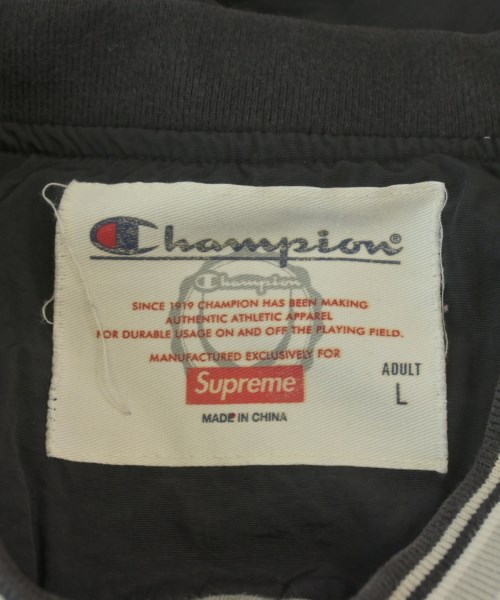 Champion®
Champion
SINCE 1919 CHAMPION HAS BEEN MAKING
AUTHENTIC ATHLETIC APPAREL
FOR DURABLE USAGE ON AND OFF THE PLAYING FIELD.
MANUFACTURED EXCLUSIVELY FOR
Supreme
MADE IN CHINA
ADULT
L